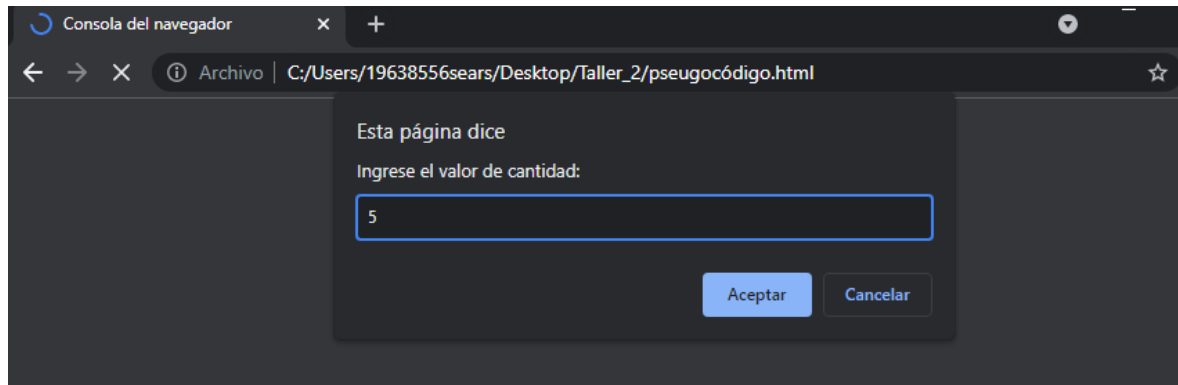 Consola del navegador
Archivo | C:/Users/19638556sears/Desktop/Taller_2/pseugocódigo.html
Esta página dice
Ingrese el valor de cantidad:
5
Aceptar Cancelar